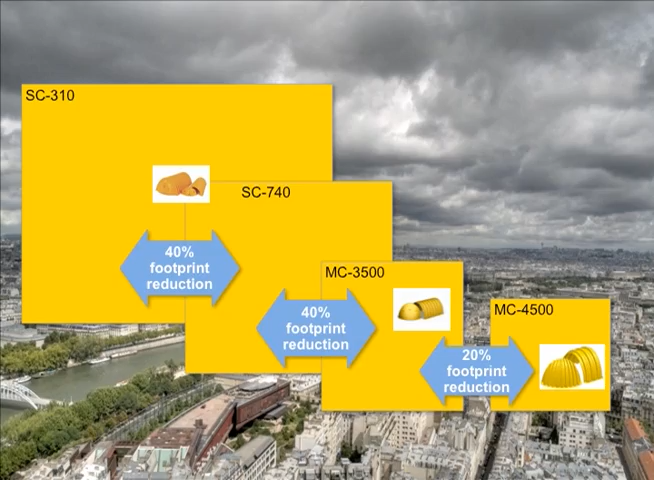 SC-310
SC-740
40%
footprint
reduction
MC-3500
40%
footprint
reduction
MC-4500
20%
footprint
reduction